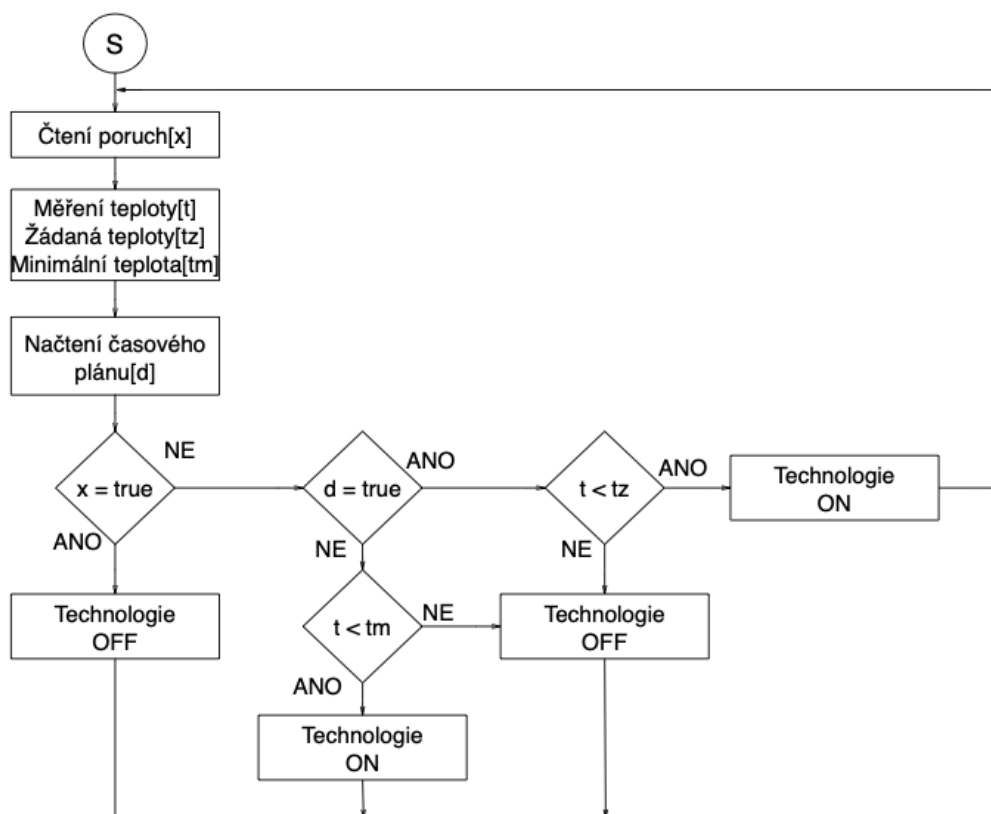 S
Čtení poruch[x]
Měření teploty[t]
Žádaná teploty[tz]
Minimální teplota[tm]
Načtení časového
plánu[d]
x = true
NE
ANO
d = true
ANO
NE
t < tz
ANO
NE
Technologie
ON
Technologie
OFF
t < tm
NE
ANO
Technologie
OFF
Technologie
ON